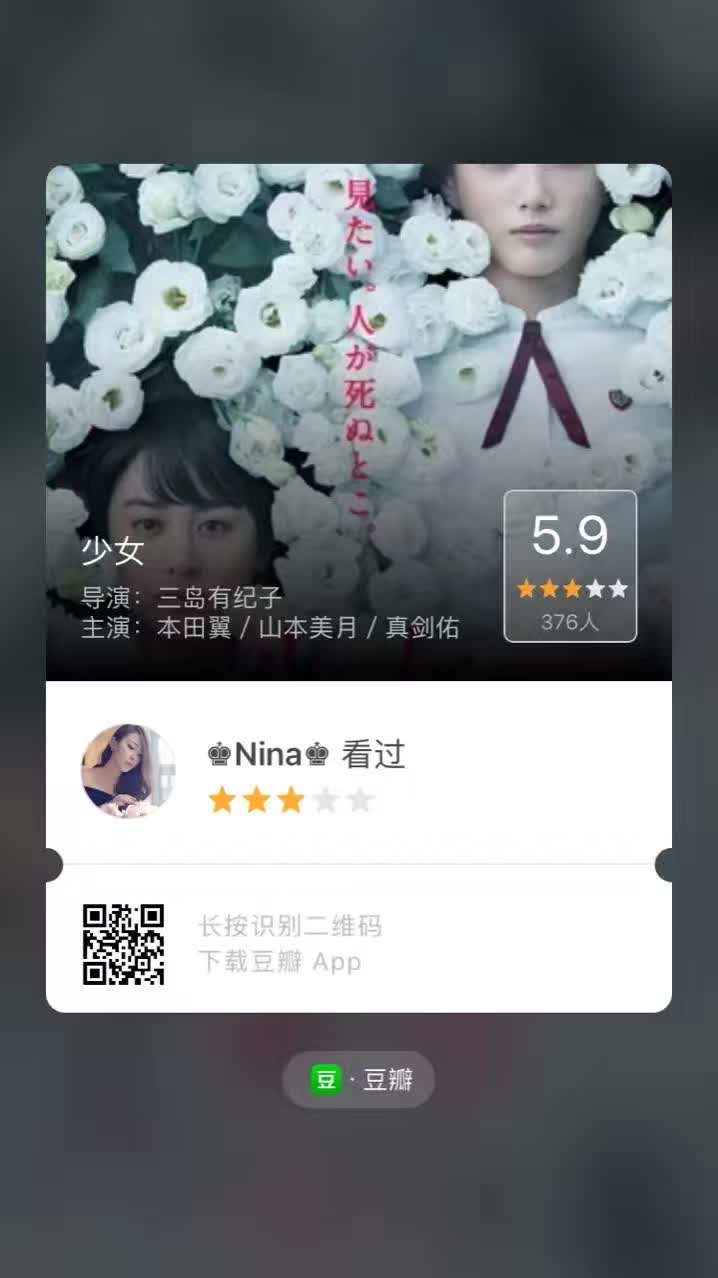 見たい。人が死ぬとこ。
少女
导演：三岛有纪子
主演：本田翼 / 山本美月 / 真剑佑
5.9
376人
♚Nina♚ 看过
长按识别二维码
下载豆瓣 App
豆 · 豆瓣